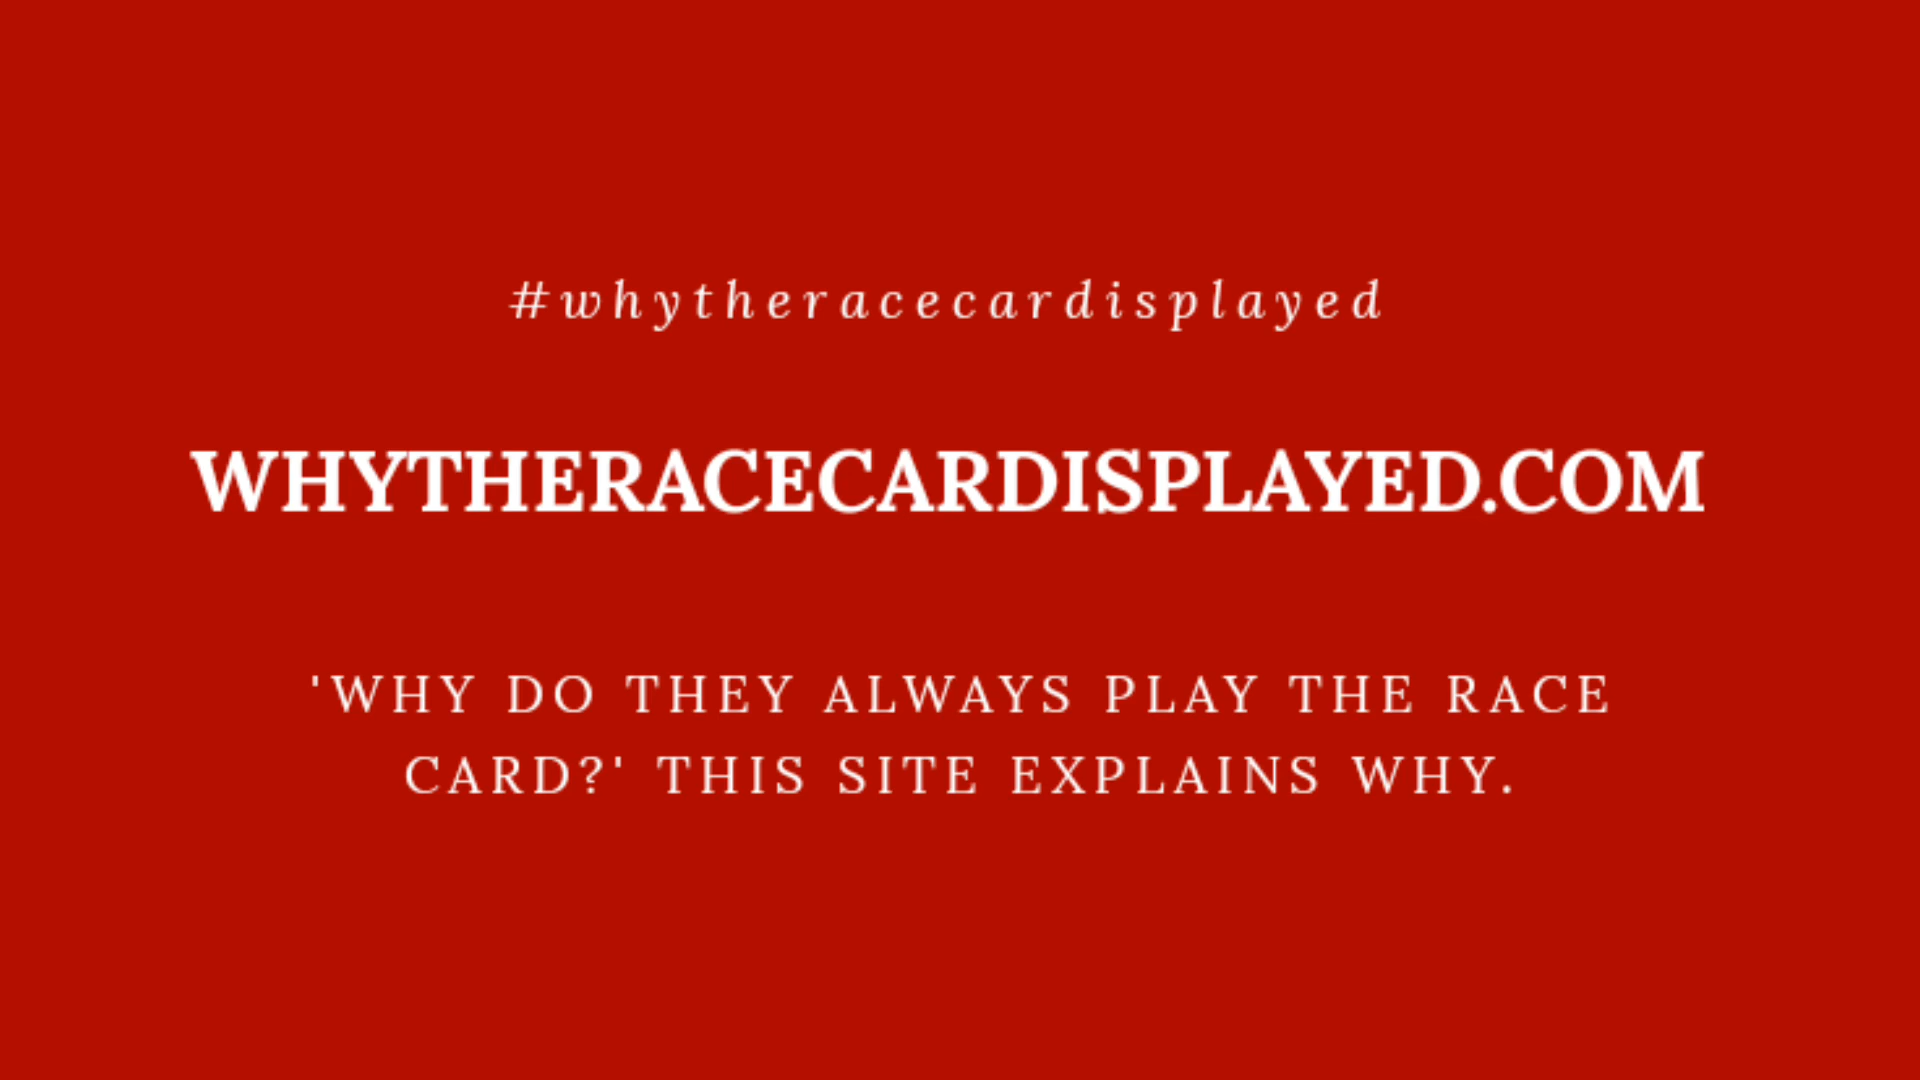 #whytheracecardisplayed
WHYTHERACECARDISPLAYED.COM
'WHY DO THEY ALWAYS PLAY THE RACE
CARD?' THIS SITE EXPLAINS WHY.